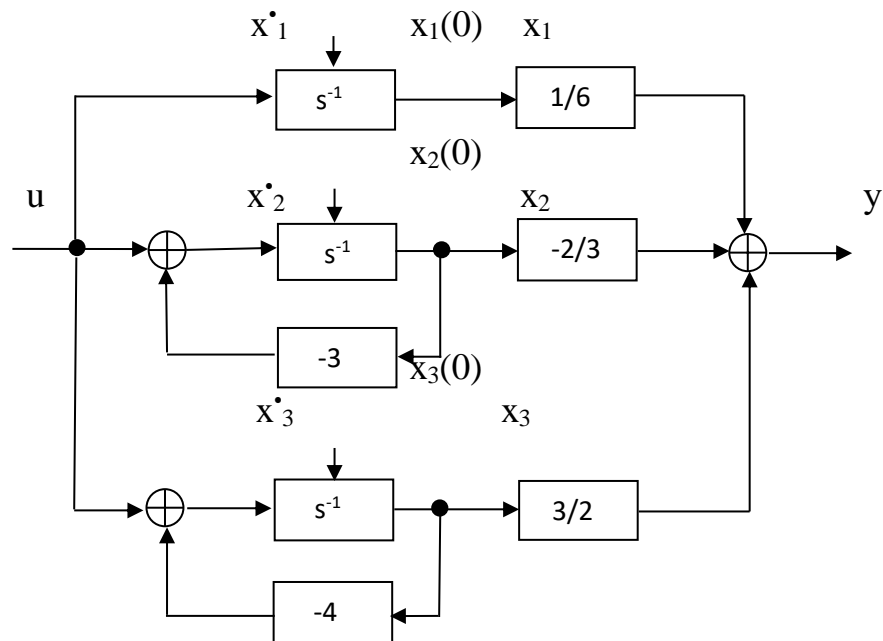 x•₁ x₁(0) x₁
s⁻¹ 1/6
x₂(0)
u x•₂ x₂ y
s⁻¹ -2/3
-3
x₃(0)
x•₃ x₃
s⁻¹ 3/2
-4